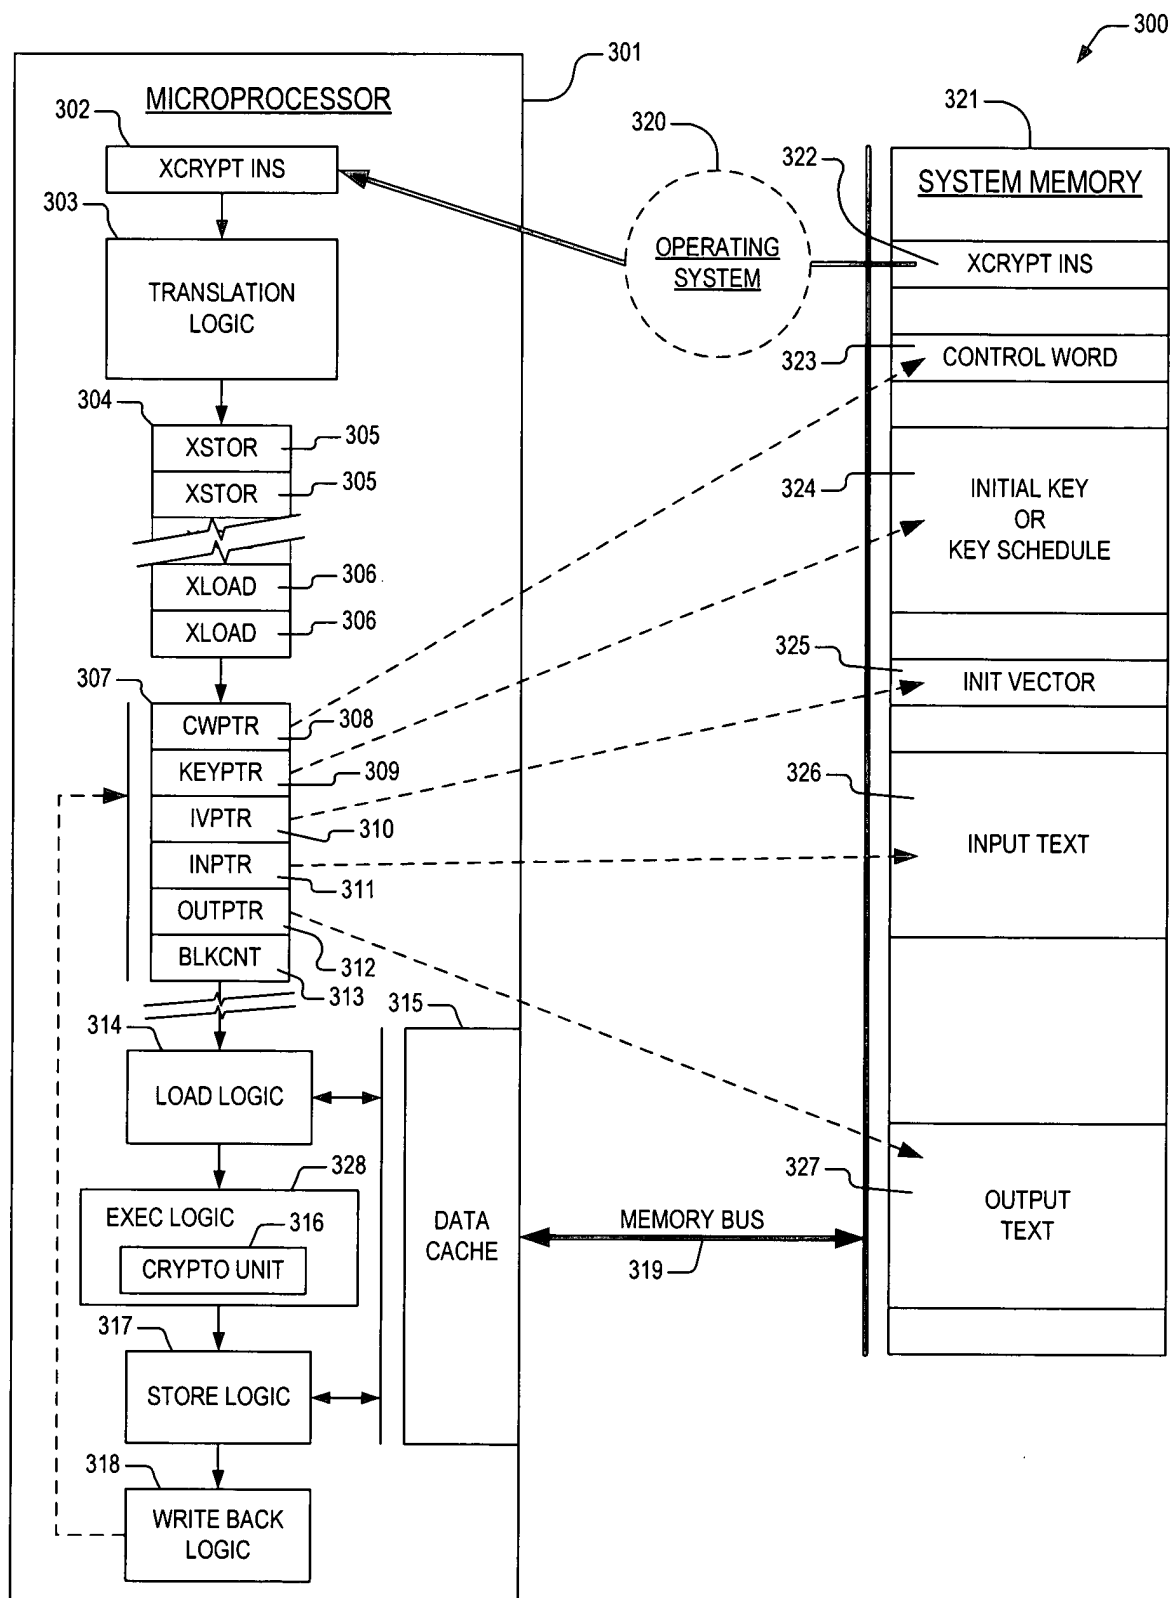 300
301
MICROPROCESSOR
302
XCRYPT INS
303
TRANSLATION
LOGIC
304
XSTOR
305
XSTOR
305
XLOAD
306
XLOAD
306
307
CWPTR
308
KEYPTR
309
IVPTR
310
INPTR
311
OUTPTR
312
BLKCNT
313
314
LOAD LOGIC
315
DATA
CACHE
328
EXEC LOGIC
316
CRYPTO UNIT
317
STORE LOGIC
318
WRITE BACK
LOGIC
MEMORY BUS
319
320
OPERATING
SYSTEM
321
SYSTEM MEMORY
322
XCRYPT INS
323
CONTROL WORD
324
INITIAL KEY
OR
KEY SCHEDULE
325
INIT VECTOR
326
INPUT TEXT
327
OUTPUT
TEXT